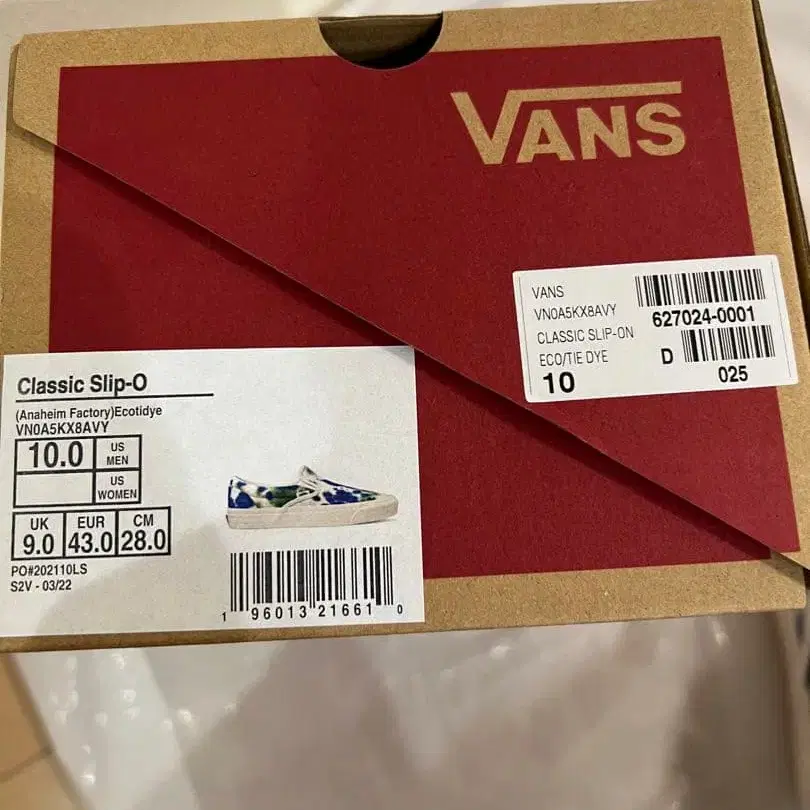 VANS
VANS
VN0A5KX8AVY
CLASSIC SLIP-ON
ECO/TIE DYE
10
627024-0001
D
025
Classic Slip-O
(Anaheim Factory)Ecotidye
VN0A5KX8AVY
10.0 US MEN
US WOMEN
UK EUR CM
9.0 43.0 28.0
PO#202110LS
S2V - 03/22
1 96013 21661 0